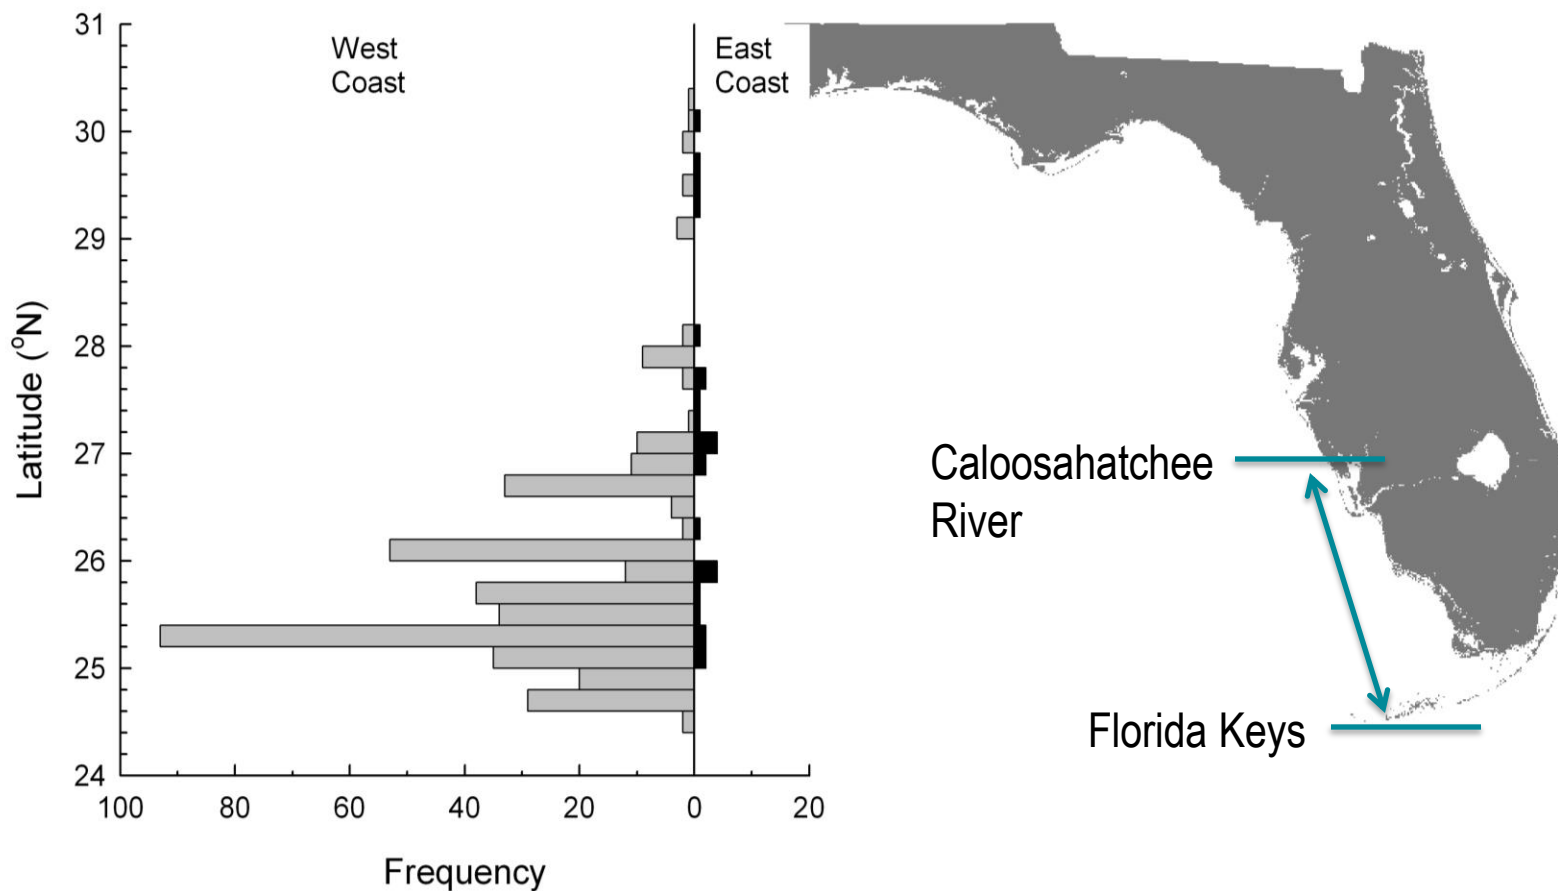 31
30
29
28
27
26
25
24
Latitude (°N)
West
Coast
East
Coast
100 80 60 40 20 0 20
Frequency
Caloosahatchee
River
Florida Keys